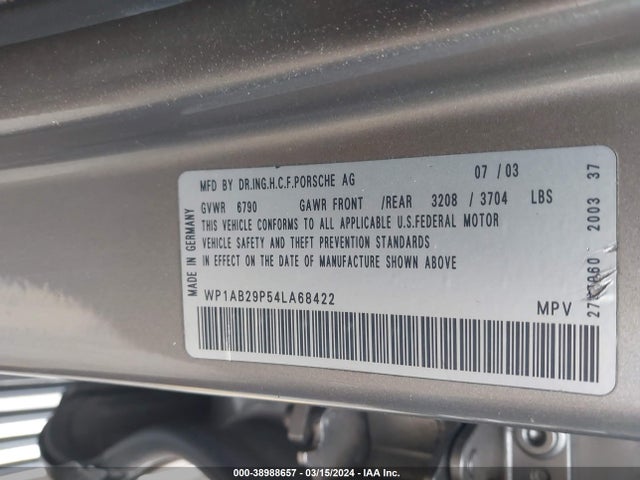 MFD BY DR.ING.H.C.F.PORSCHE AG 07 / 03
GVWR 6790 GAWR FRONT /REAR 3208 / 3704 LBS
THIS VEHICLE CONFORMS TO ALL APPLICABLE U.S.FEDERAL MOTOR
VEHICLE SAFETY AND THEFT PREVENTION STANDARDS
IN EFFECT ON THE DATE OF MANUFACTURE SHOWN ABOVE
WP1AB29P54LA68422 MPV
MADE IN GERMANY
2003 37
000-38988657 - 03/15/2024 - IAA Inc.